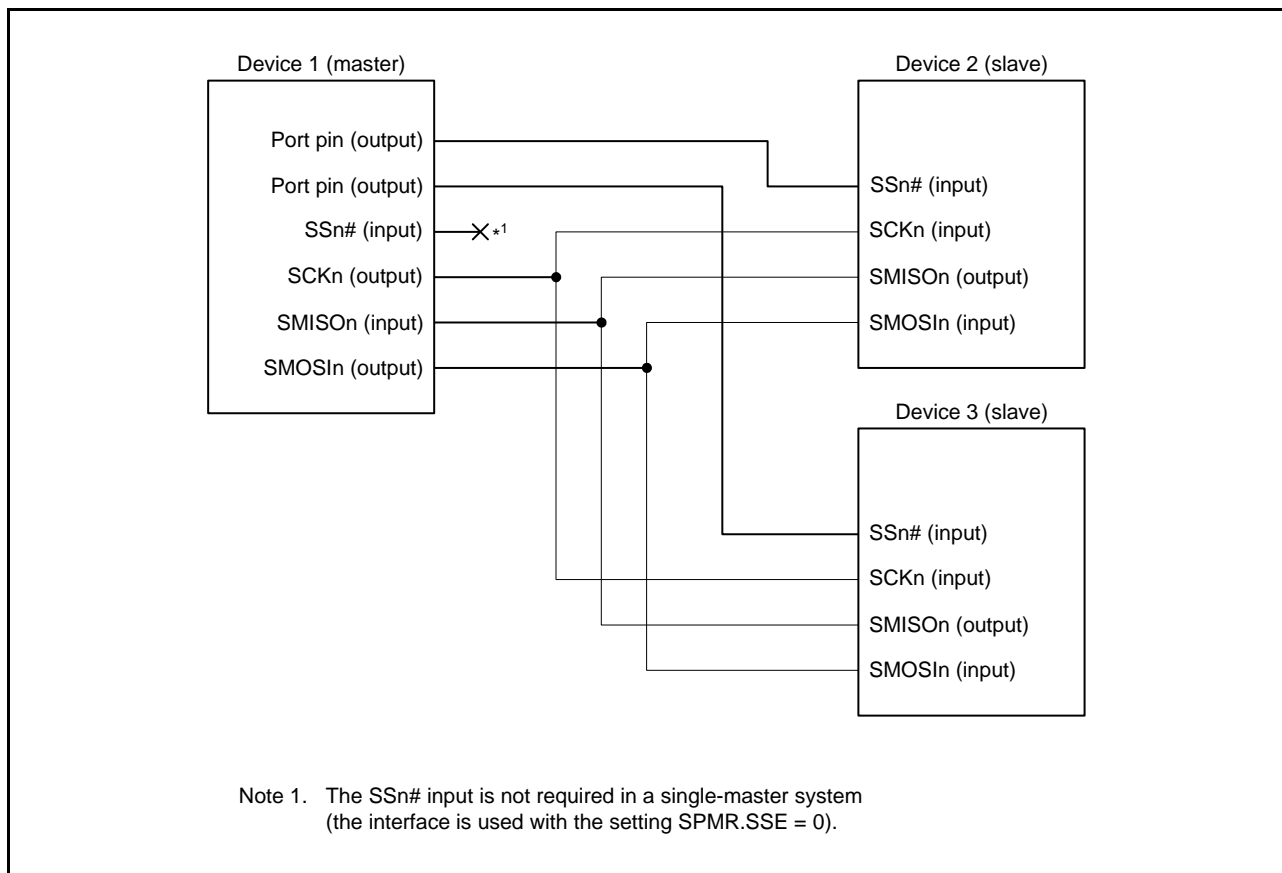 Device 1 (master)
Port pin (output)
Port pin (output)
SSn# (input)
*1
SCKn (output)
SMISOn (input)
SMOSIn (output)
Device 2 (slave)
SSn# (input)
SCKn (input)
SMISOn (output)
SMOSIn (input)
Device 3 (slave)
SSn# (input)
SCKn (input)
SMISOn (output)
SMOSIn (input)
Note 1. The SSn# input is not required in a single-master system
(the interface is used with the setting SPMR.SSE = 0).